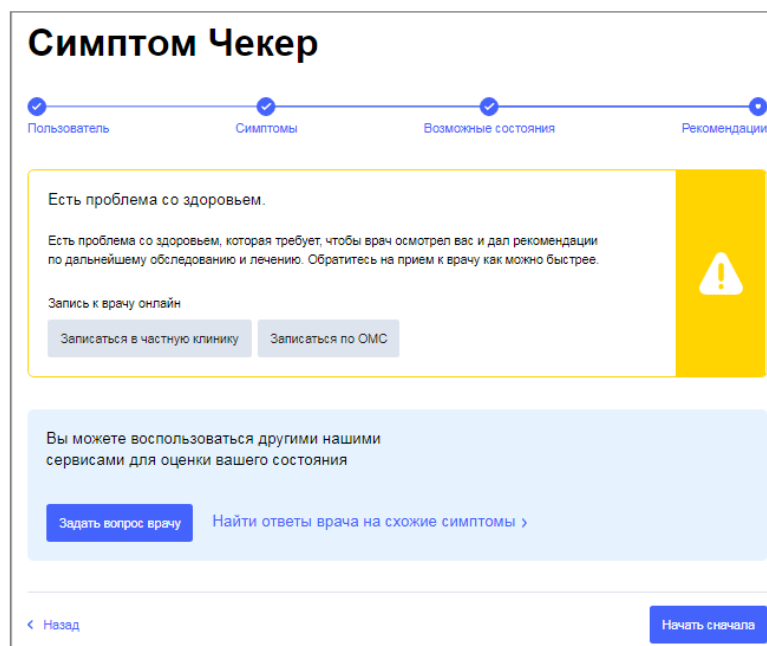 Симптом Чекер
Пользователь
Симптомы
Возможные состояния
Рекомендации
Есть проблема со здоровьем.
Есть проблема со здоровьем, которая требует, чтобы врач осмотрел вас и дал рекомендации
по дальнейшему обследованию и лечению. Обратитесь на прием к врачу как можно быстрее.
Запись к врачу онлайн
Записаться в частную клинику
Записаться по ОМС
Вы можете воспользоваться другими нашими
сервисами для оценки вашего состояния
Задать вопрос врачу
Найти ответы врача на схожие симптомы >
< Назад
Начать сначала